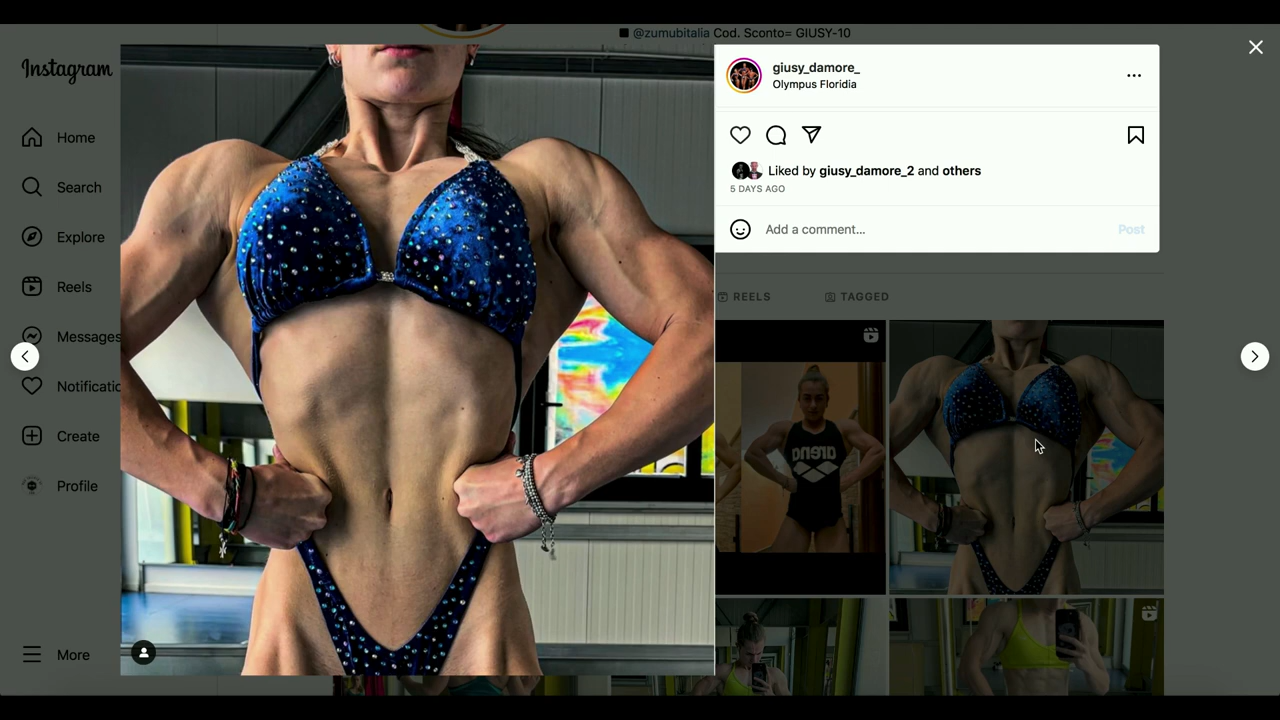 @zumubitalia Cod. Sconto= GIUSY-10
Instagram
Home
Search
Explore
Reels
Messages
Notificatic
Create
Profile
More
giusy_damore_
Olympus Floridia
Liked by giusy_damore_2 and others
5 DAYS AGO
Add a comment...
Post
REELS
TAGGED
arena